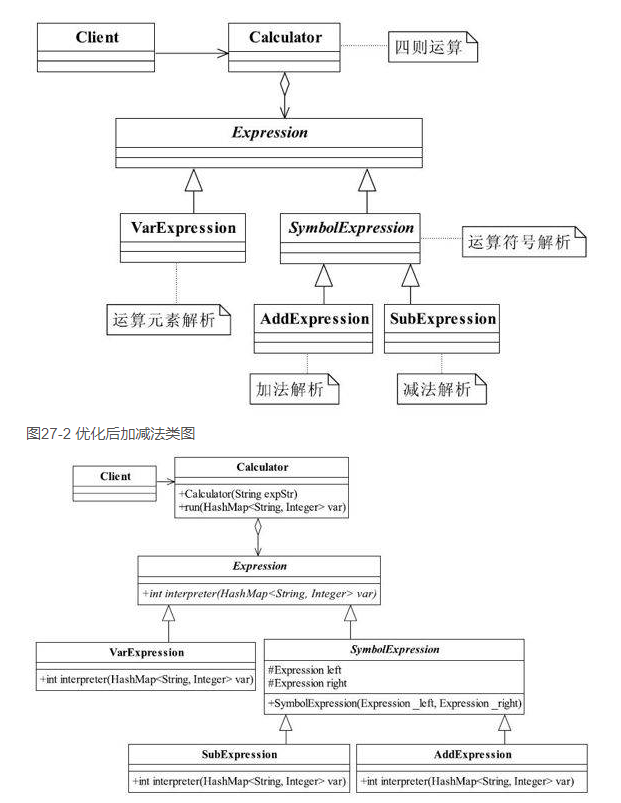 Client
Calculator
四则运算
Expression
VarExpression
SymbolExpression
运算符号解析
运算元素解析
AddExpression
SubExpression
加法解析
减法解析
图27-2 优化后加减法类图
Client
Calculator
+Calculator(String expStr)
+run(HashMap<String, Integer> var)
Expression
+int interpreter(HashMap<String, Integer> var)
VarExpression
+int interpreter(HashMap<String, Integer> var)
SymbolExpression
#Expression left
#Expression right
+SymbolExpression(Expression _left, Expression _right)
SubExpression
+int interpreter(HashMap<String, Integer> var)
AddExpression
+int interpreter(HashMap<String, Integer> var)